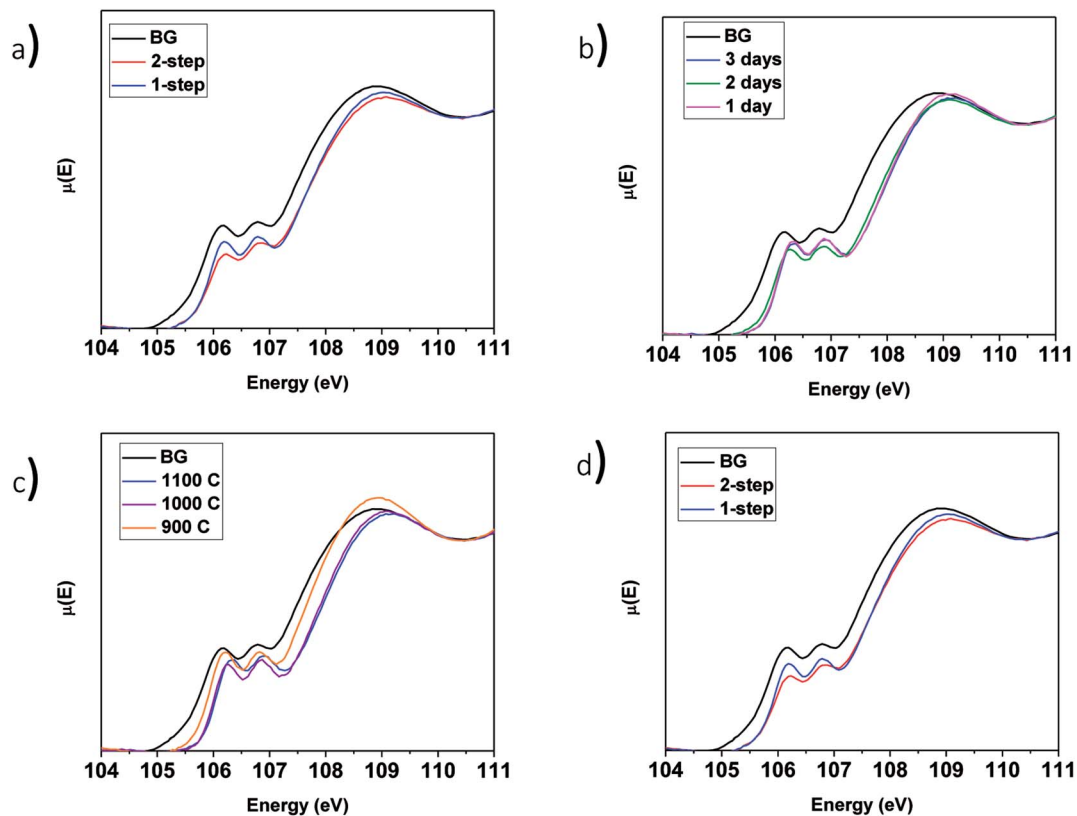 a)
BG
2-step
1-step
μ(E)
104 105 106 107 108 109 110 111
Energy (eV)
b)
BG
3 days
2 days
1 day
μ(E)
104 105 106 107 108 109 110 111
Energy (eV)
c)
BG
1100 C
1000 C
900 C
μ(E)
104 105 106 107 108 109 110 111
Energy (eV)
d)
BG
2-step
1-step
μ(E)
104 105 106 107 108 109 110 111
Energy (eV)